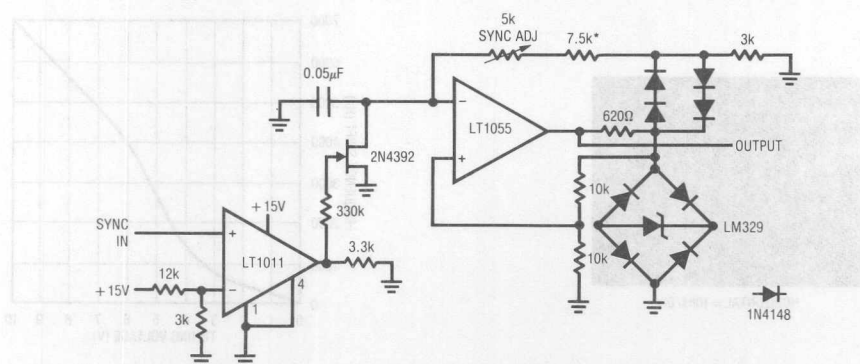 5k
SYNC ADJ
7.5k*
3k
0.05µF
620Ω
LT1055
−
+
2N4392
OUTPUT
10k
+15V
330k
SYNC
IN
LM329
+
LT1011
3.3k
10k
12k
+15V
−
4
1
3k
1N4148